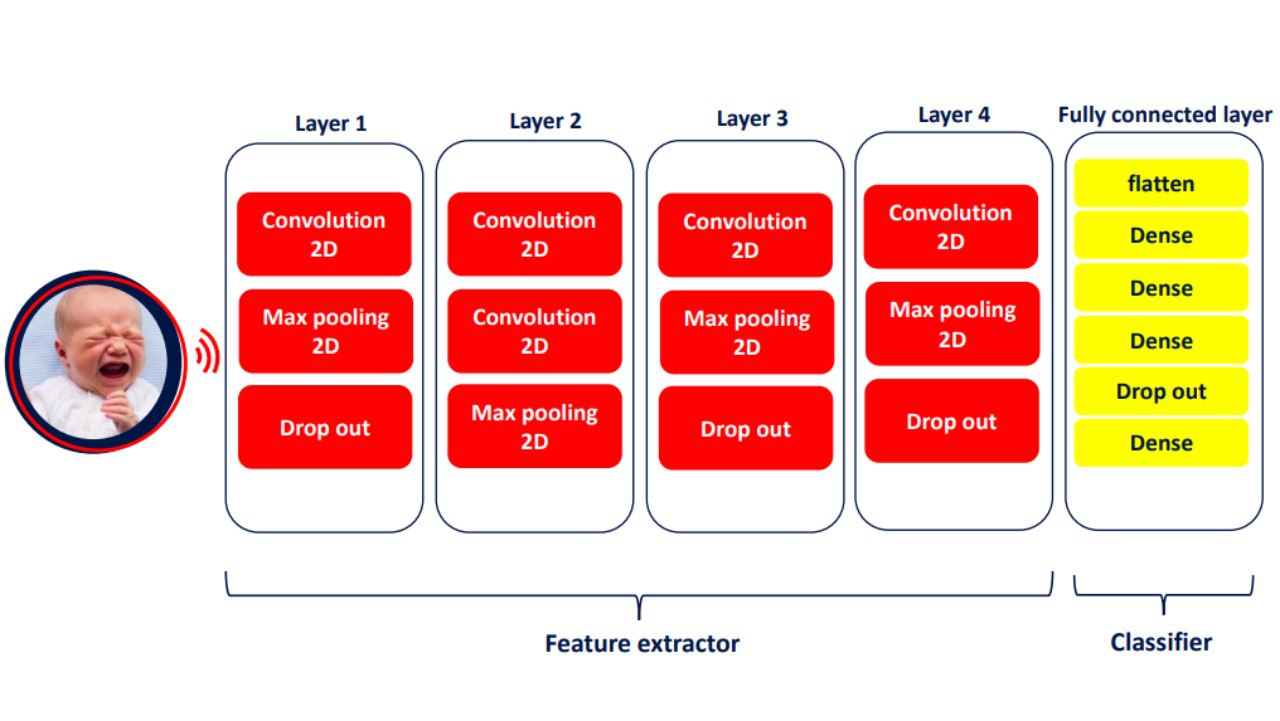 Layer 1
Convolution
2D
Max pooling
2D
Drop out
Layer 2
Convolution
2D
Convolution
2D
Max pooling
2D
Layer 3
Convolution
2D
Max pooling
2D
Drop out
Layer 4
Convolution
2D
Max pooling
2D
Drop out
Fully connected layer
flatten
Dense
Dense
Dense
Drop out
Dense
Feature extractor
Classifier